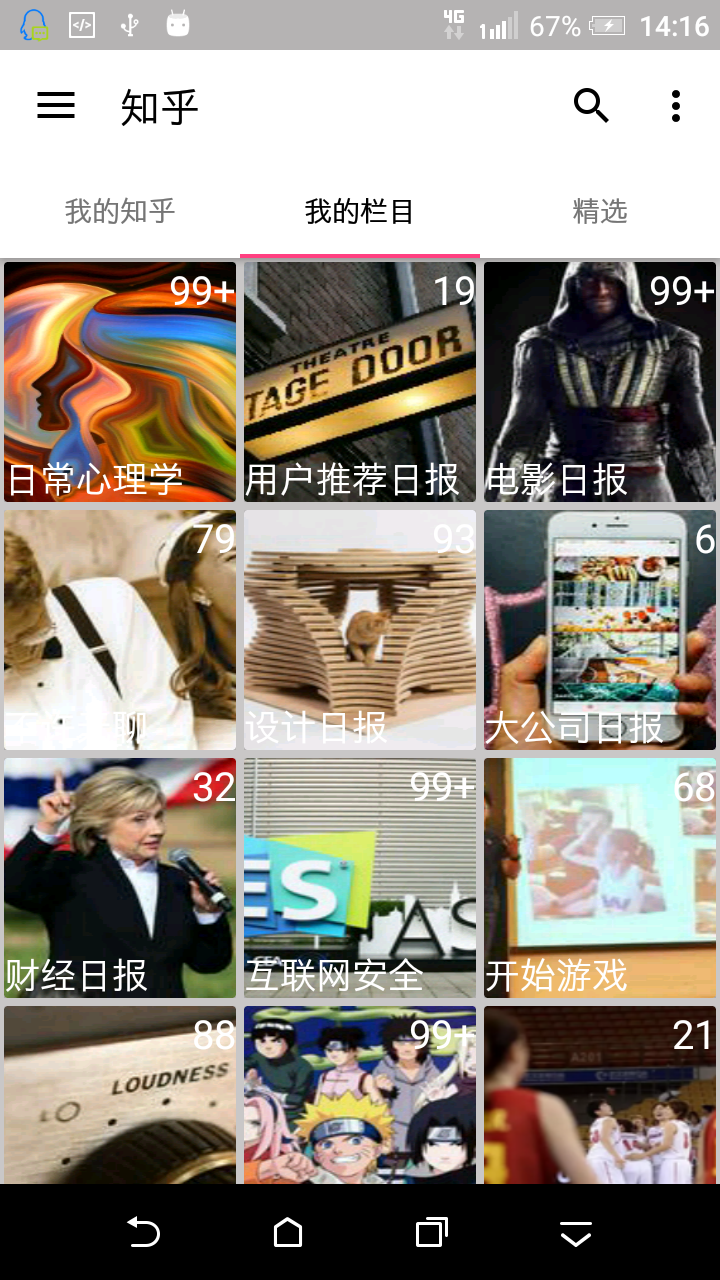 4G
1
67%
14:16
知乎
我的知乎
我的栏目
精选
99+
19
99+
THEATRE
TAGE DOOR
日常心理学
用户推荐日报
电影日报
79
93
6
设计日报
大公司日报
32
99+
68
ES
AS
财经日报
互联网安全
开始游戏
88
99+
21
LOUDNESS
LO
A201